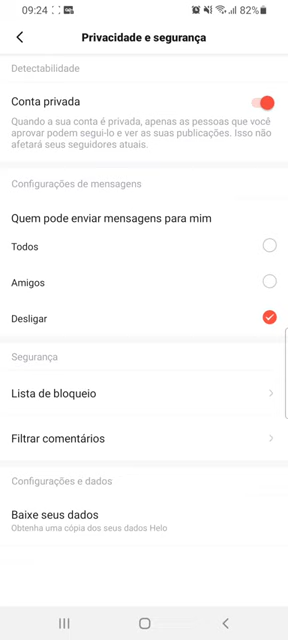 09:24
82%
Privacidade e segurança
Detectabilidade
Conta privada
Quando a sua conta é privada, apenas as pessoas que você
aprovar podem segui-lo e ver as suas publicações. Isso não
afetará seus seguidores atuais.
Configurações de mensagens
Quem pode enviar mensagens para mim
Todos
Amigos
Desligar
Segurança
Lista de bloqueio
Filtrar comentários
Configurações e dados
Baixe seus dados
Obtenha uma cópia dos seus dados Helo